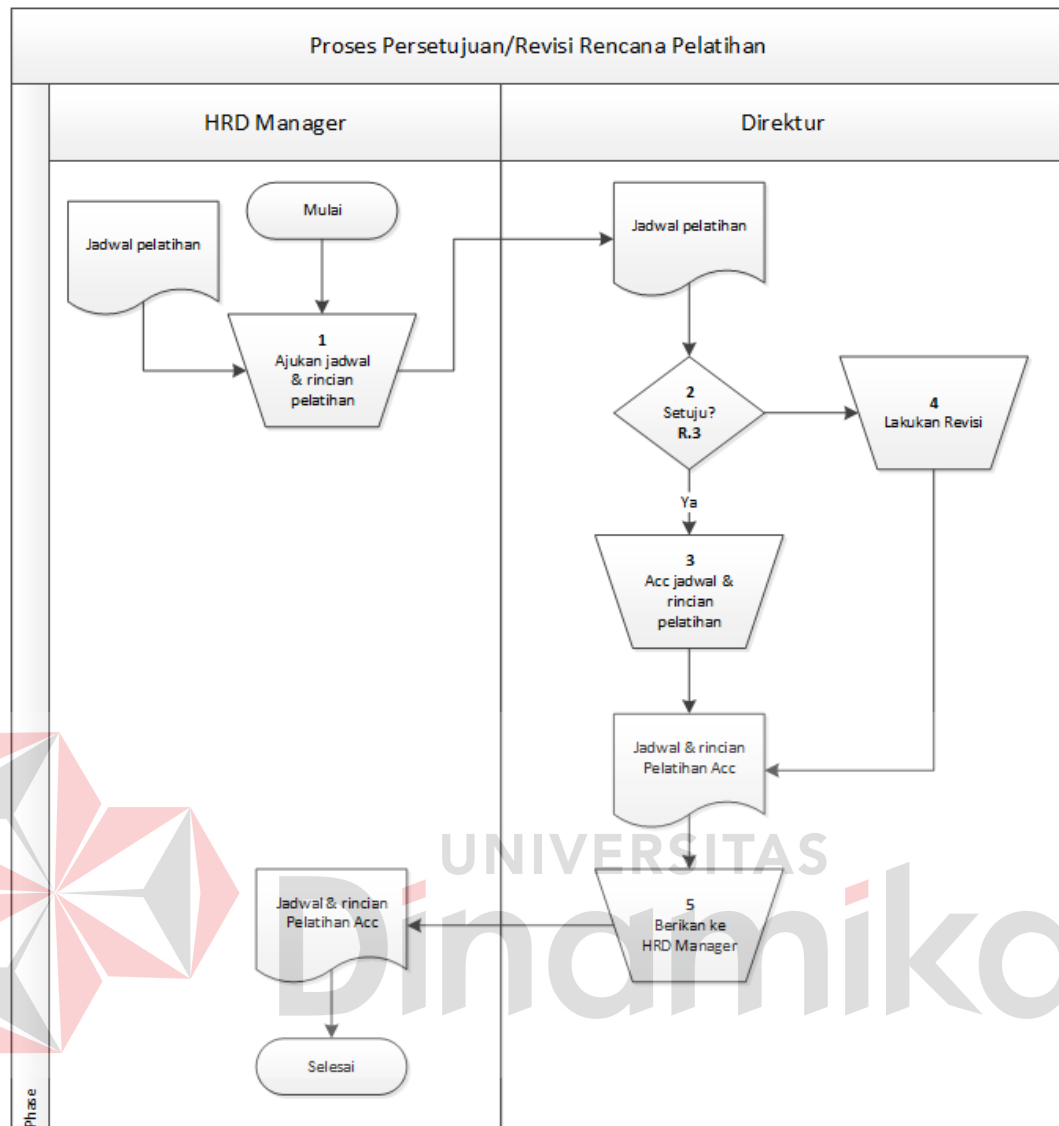 Proses Persetujuan/Revisi Rencana Pelatihan
HRD Manager
Direktur
Mulai
Jadwal pelatihan
Jadwal pelatihan
1
Ajukan jadwal
& rincian
pelatihan
2
Setuju?
R.3
4
Lakukan Revisi
Ya
3
Acc jadwal &
rincian
pelatihan
Jadwal & rincian
Pelatihan Acc
UNIVERSITAS
Dinamika
5
Berikan ke
HRD Manager
Jadwal & rincian
Pelatihan Acc
Selesai
Phase